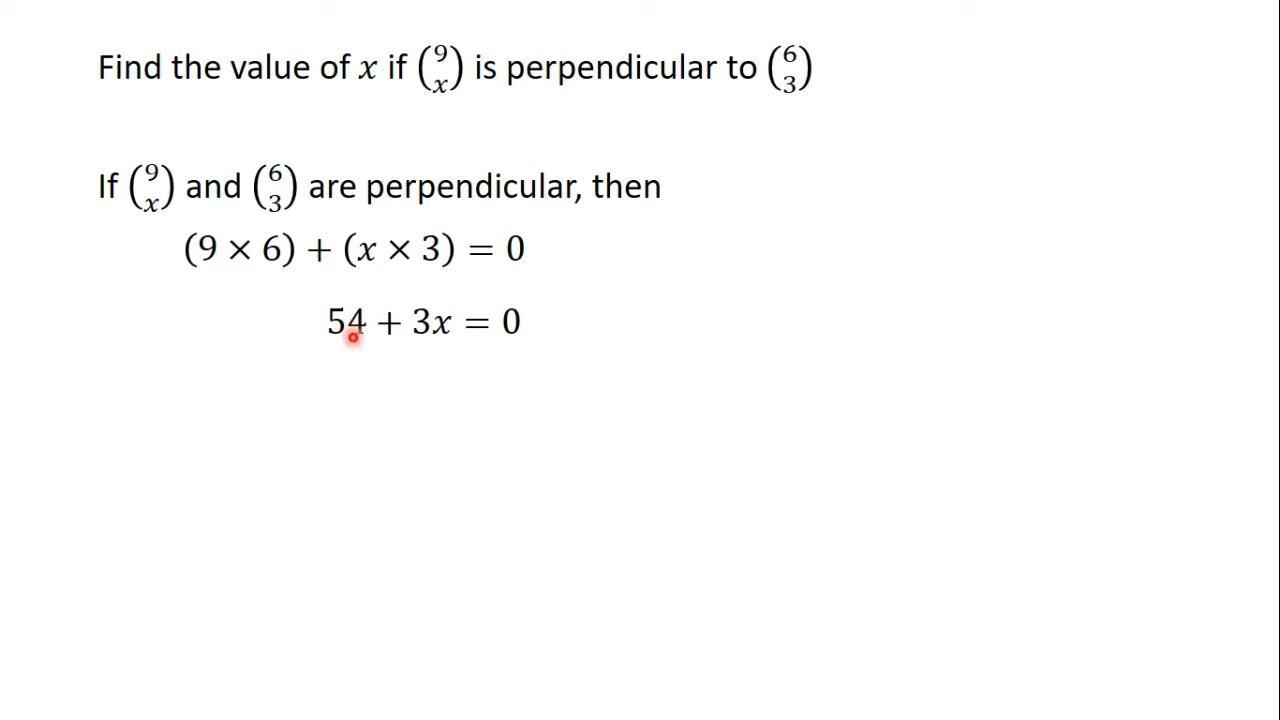 Find the value of 𝑥 if (9 𝑥) is perpendicular to (6 3)
If (9 𝑥) and (6 3) are perpendicular, then
(9 × 6) + (𝑥 × 3) = 0
54 + 3𝑥 = 0